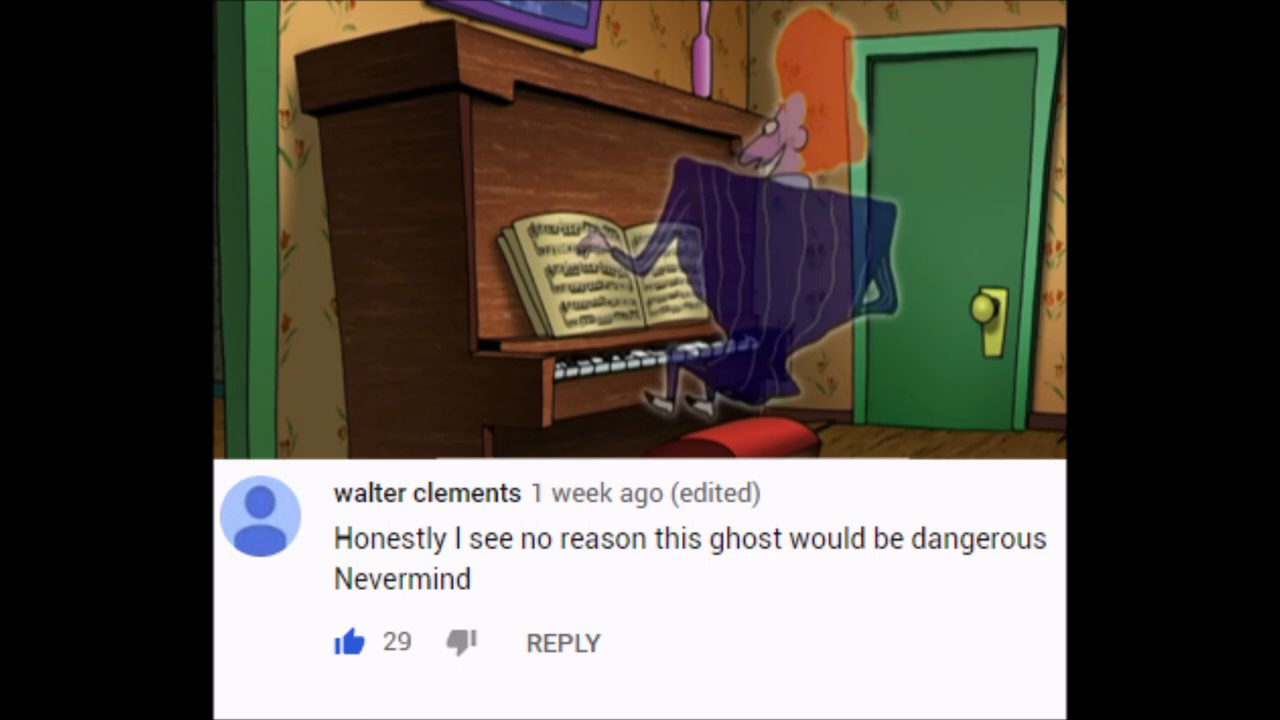 walter clements 1 week ago (edited)
Honestly I see no reason this ghost would be dangerous
Nevermind
29 REPLY